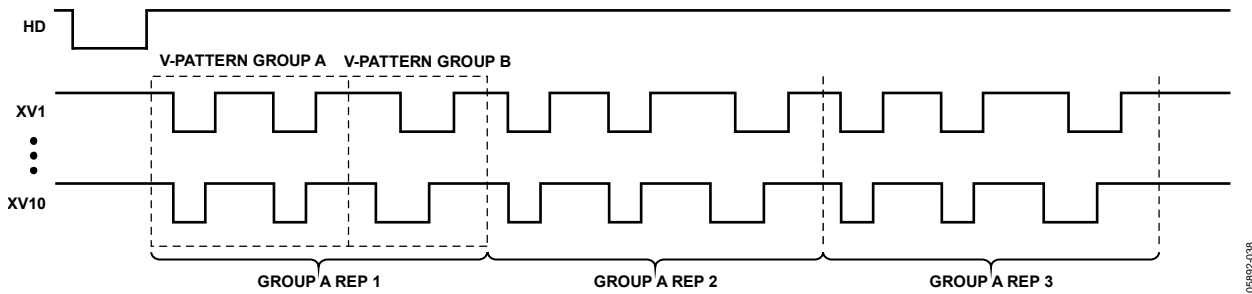 HD
V-PATTERN GROUP A V-PATTERN GROUP B
XV1
XV10
GROUP A REP 1 GROUP A REP 2 GROUP A REP 3
05892-038